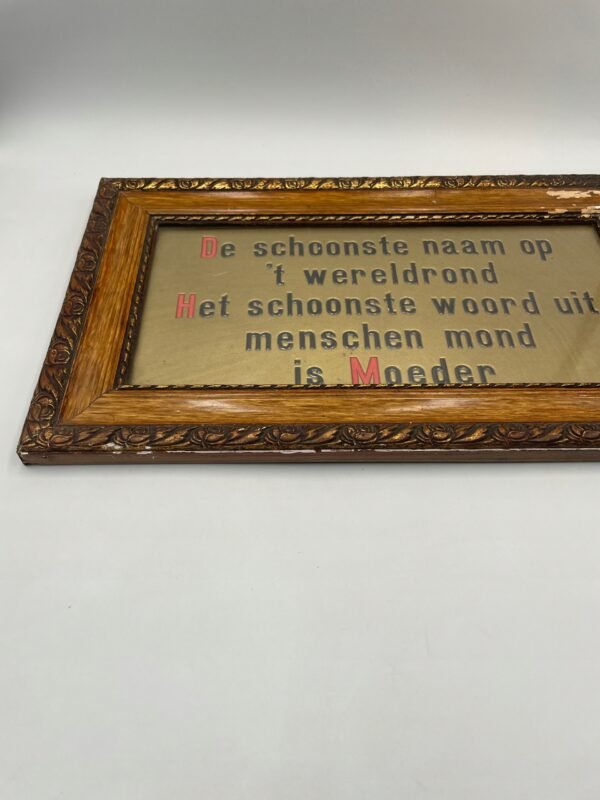 De schoonste naam op
't wereldrond
Het schoonste woord uit
menschen mond
is Moeder